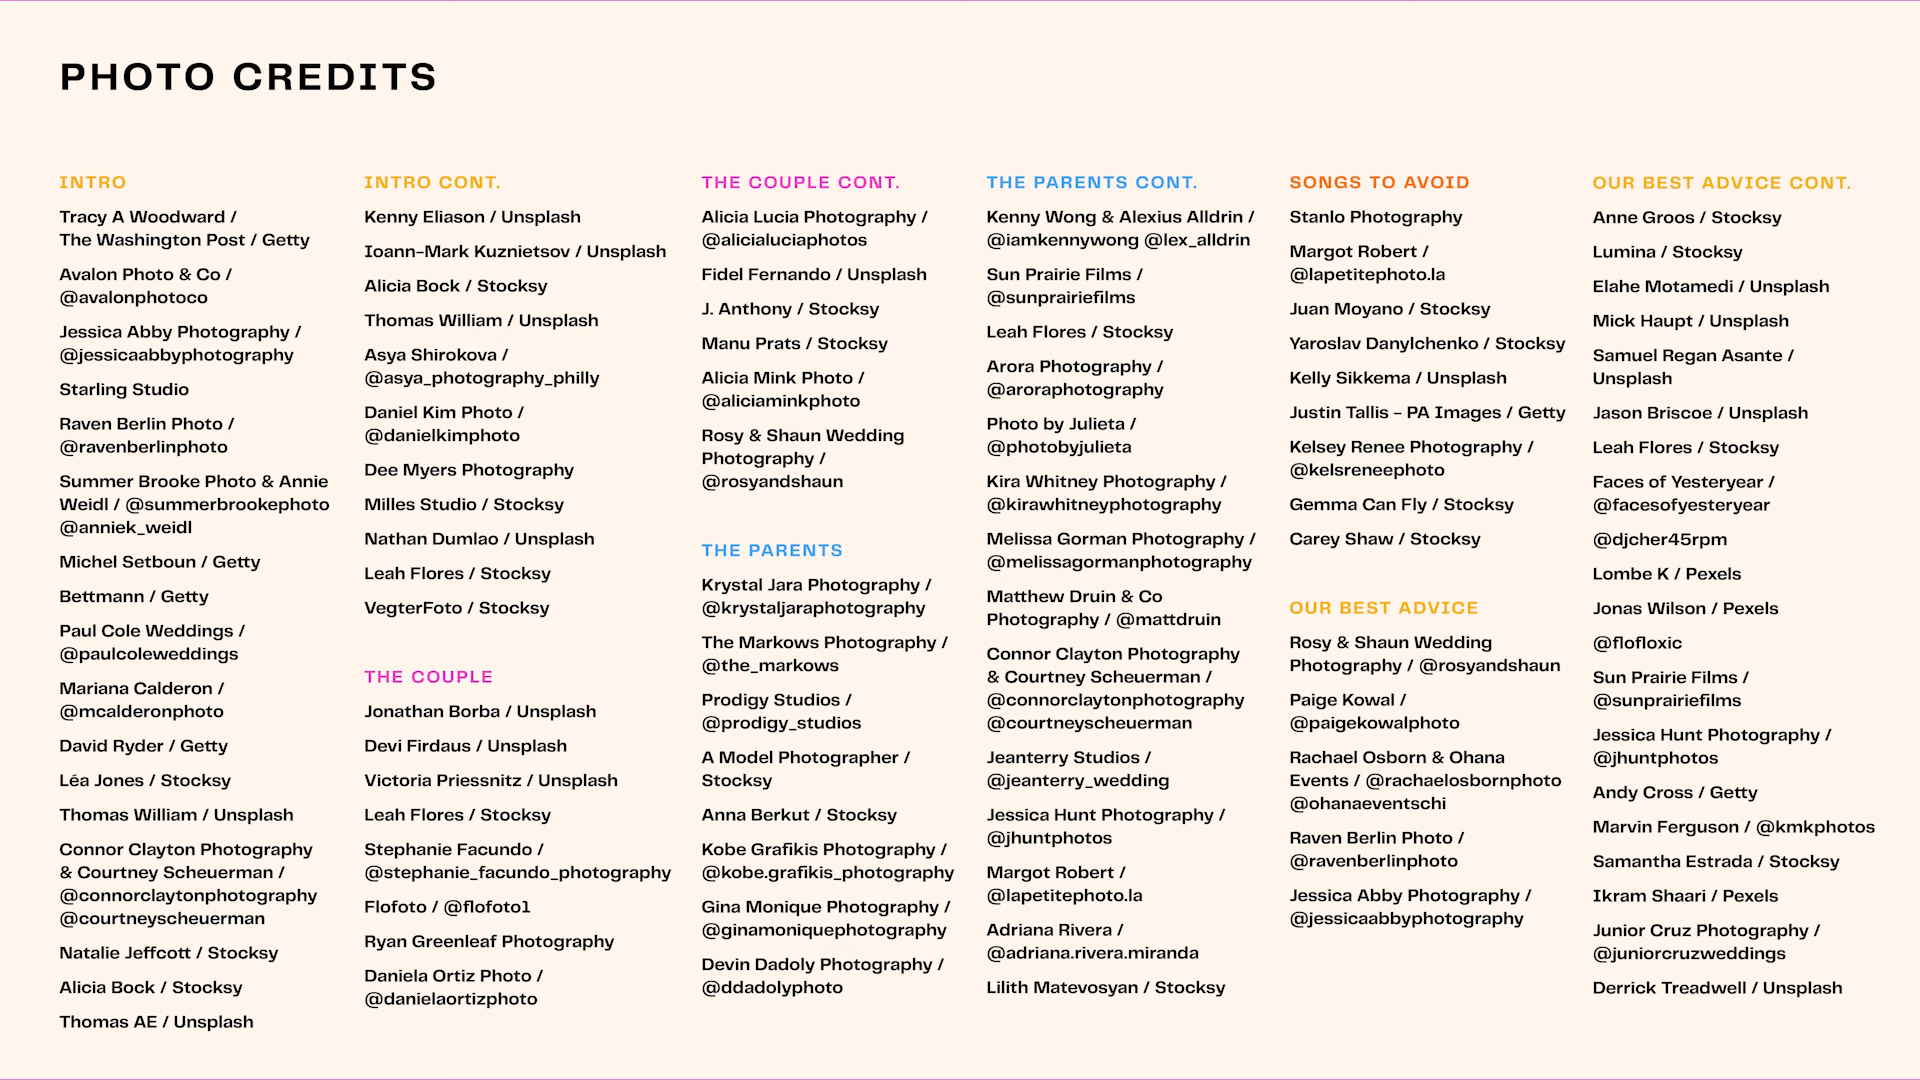 PHOTO CREDITS
INTRO
Tracy A Woodward /
The Washington Post / Getty
Avalon Photo & Co /
@avalonphotoco
Jessica Abby Photography /
@jessicaabbyphotography
Starling Studio
Raven Berlin Photo /
@ravenberlinphoto
Summer Brooke Photo & Annie
Weidl / @summerbrookephoto
@anniek_weidl
Michel Setboun / Getty
Bettmann / Getty
Paul Cole Weddings /
@paulcoleweddings
Mariana Calderon /
@mcalderonphoto
David Ryder / Getty
Léa Jones / Stocksy
Thomas William / Unsplash
Connor Clayton Photography
& Courtney Scheuerman /
@connorclaytonphotography
@courtneyscheuerman
Natalie Jeffcott / Stocksy
Alicia Bock / Stocksy
Thomas AE / Unsplash
INTRO CONT.
Kenny Eliason / Unsplash
Ioann-Mark Kuznietsov / Unsplash
Alicia Bock / Stocksy
Thomas William / Unsplash
Asya Shirokova /
@asya_photography_philly
Daniel Kim Photo /
@danielkimphoto
Dee Myers Photography
Milles Studio / Stocksy
Nathan Dumlao / Unsplash
Leah Flores / Stocksy
VegterFoto / Stocksy
THE COUPLE
Jonathan Borba / Unsplash
Devi Firdaus / Unsplash
Victoria Priessnitz / Unsplash
Leah Flores / Stocksy
Stephanie Facundo /
@stephanie_facundo_photography
Flofoto / @flofoto1
Ryan Greenleaf Photography
Daniela Ortiz Photo /
@danielaortizphoto
THE COUPLE CONT.
Alicia Lucia Photography /
@alicialuciaphotos
Fidel Fernando / Unsplash
J. Anthony / Stocksy
Manu Prats / Stocksy
Alicia Mink Photo /
@aliciaminkphoto
Rosy & Shaun Wedding
Photography /
@rosyandshaun
THE PARENTS
Krystal Jara Photography /
@krystaljaraphotography
The Markows Photography /
@the_markows
Prodigy Studios /
@prodigy_studios
A Model Photographer /
Stocksy
Anna Berkut / Stocksy
Kobe Grafikis Photography /
@kobe.grafikis_photography
Gina Monique Photography /
@ginamoniquephotography
Devin Dadoly Photography /
@ddadolyphoto
THE PARENTS CONT.
Kenny Wong & Alexius Alldrin /
@iamkennywong @lex_alldrin
Sun Prairie Films /
@sunprairiefilms
Leah Flores / Stocksy
Arora Photography /
@aroraphotography
Photo by Julieta /
@photobyjulieta
Kira Whitney Photography /
@kirawhitneyphotography
Melissa Gorman Photography /
@melissagormanphotography
Matthew Druin & Co
Photography / @mattdruin
Connor Clayton Photography
& Courtney Scheuerman /
@connorclaytonphotography
@courtneyscheuerman
Jeanterry Studios /
@jeanterry_wedding
Jessica Hunt Photography /
@jhuntphotos
Margot Robert /
@lapetitephoto.la
Adriana Rivera /
@adriana.rivera.miranda
Lilith Matevosyan / Stocksy
SONGS TO AVOID
Stanlo Photography
Margot Robert /
@lapetitephoto.la
Juan Moyano / Stocksy
Yaroslav Danylchenko / Stocksy
Kelly Sikkema / Unsplash
Justin Tallis - PA Images / Getty
Kelsey Renee Photography /
@kelsreneephoto
Gemma Can Fly / Stocksy
Carey Shaw / Stocksy
OUR BEST ADVICE
Rosy & Shaun Wedding
Photography / @rosyandshaun
Paige Kowal /
@paigekowalphoto
Rachael Osborn & Ohana
Events / @rachaelosbornphoto
@ohanaeventschi
Raven Berlin Photo /
@ravenberlinphoto
Jessica Abby Photography /
@jessicaabbyphotography
OUR BEST ADVICE CONT.
Anne Groos / Stocksy
Lumina / Stocksy
Elahe Motamedi / Unsplash
Mick Haupt / Unsplash
Samuel Regan Asante /
Unsplash
Jason Briscoe / Unsplash
Leah Flores / Stocksy
Faces of Yesteryear /
@facesofyesteryear
@djcher45rpm
Lombe K / Pexels
Jonas Wilson / Pexels
@flofloxic
Sun Prairie Films /
@sunprairiefilms
Jessica Hunt Photography /
@jhuntphotos
Andy Cross / Getty
Marvin Ferguson / @kmkphotos
Samantha Estrada / Stocksy
Ikram Shaari / Pexels
Junior Cruz Photography /
@juniorcruzweddings
Derrick Treadwell / Unsplash